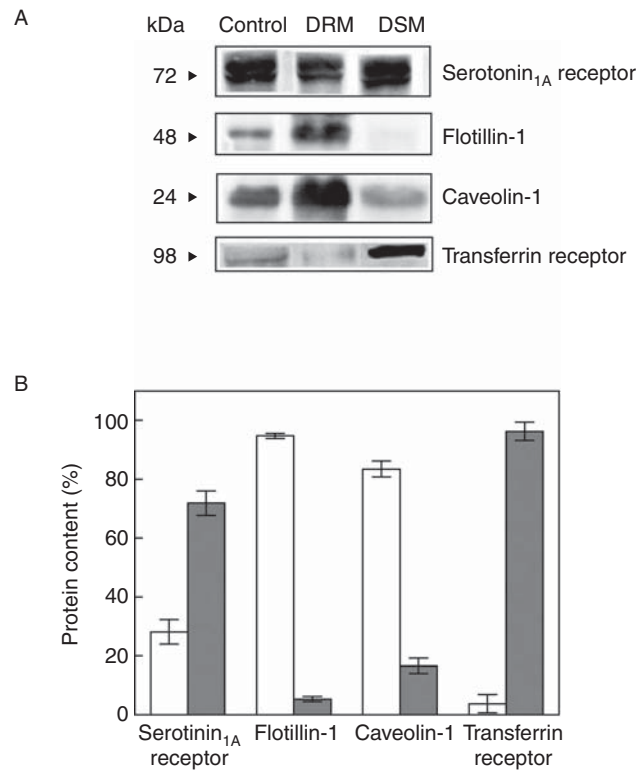 A
kDa Control DRM DSM
72 ► Serotonin1A receptor
48 ► Flotillin-1
24 ► Caveolin-1
98 ► Transferrin receptor
B
Protein content (%)
100
80
60
40
20
0
Serotinin1A receptor
Flotillin-1
Caveolin-1
Transferrin receptor